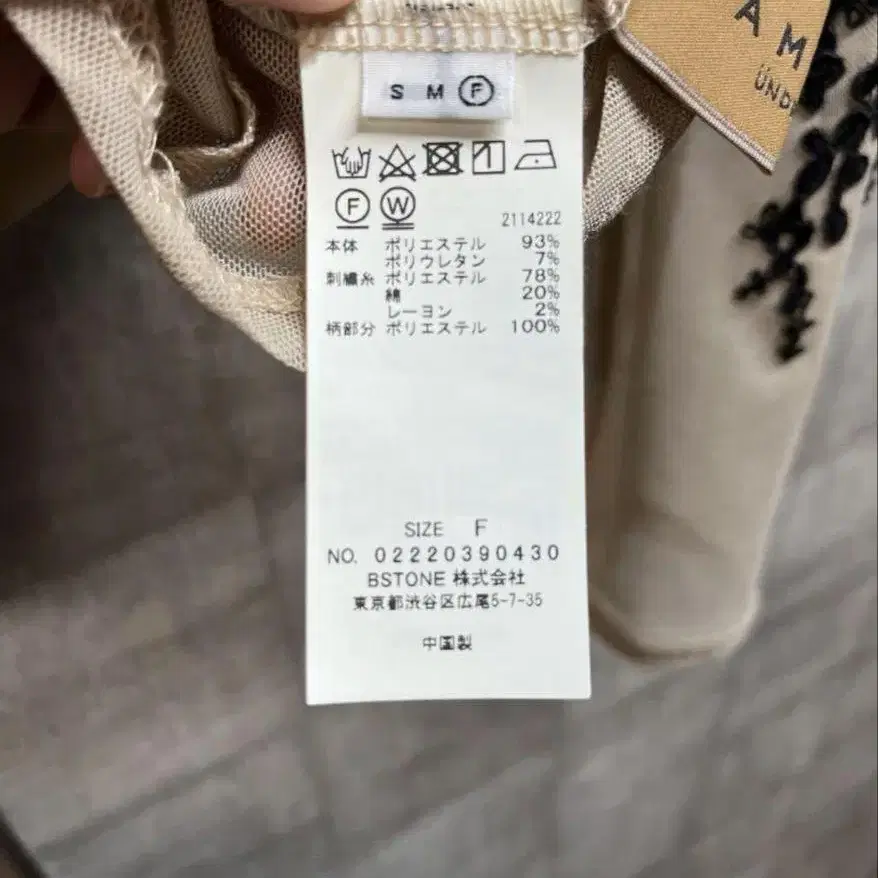 S M F
F W
2114222
本体 ポリエステル 93%
ポリウレタン 7%
刺繍糸 ポリエステル 78%
綿 20%
レーヨン 2%
柄部分 ポリエステル 100%
SIZE F
NO. 02220390430
BSTONE 株式会社
東京都渋谷区広尾5-7-35
中国製
AM
ÜND